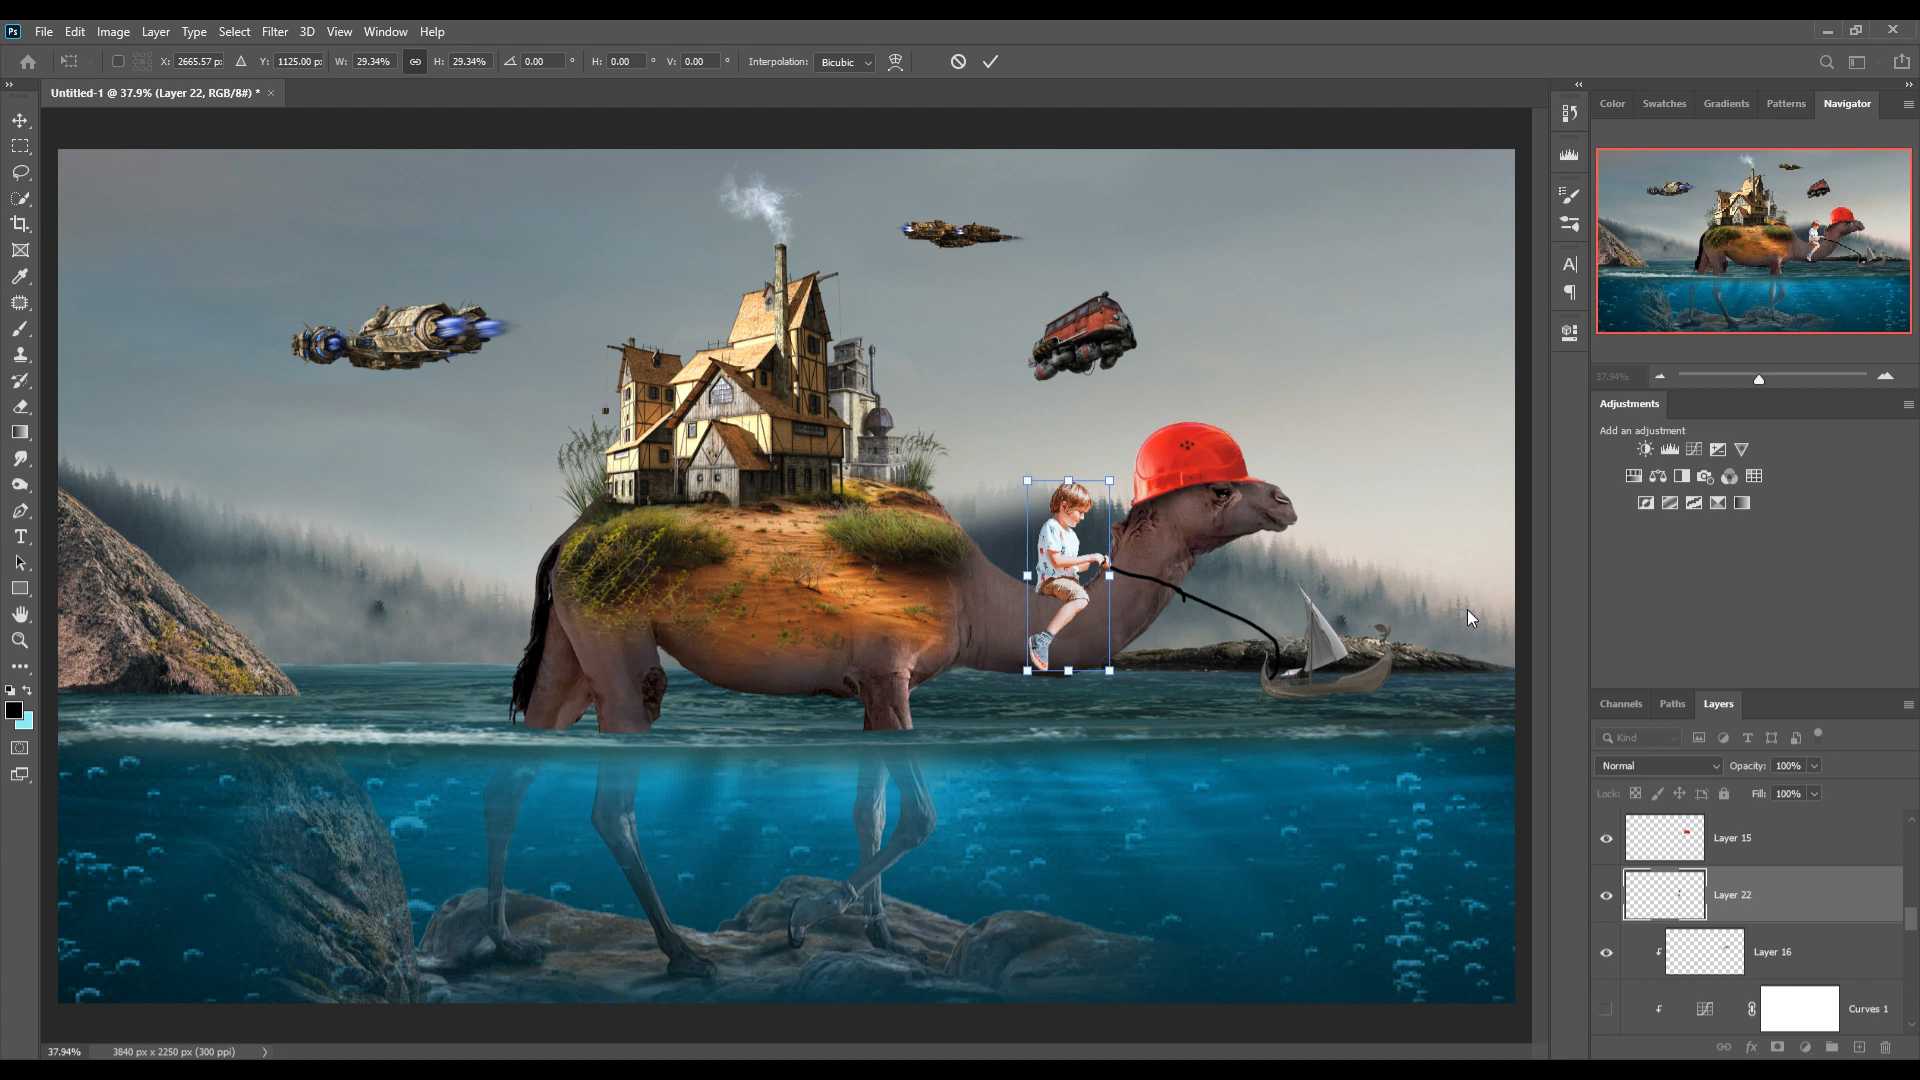 Ps File Edit Image Layer Type Select Filter 3D View Window Help
X: 2665.57 p Y: 1125.00 p W: 29.34% H: 29.34% 0.00 ° H: 0.00 ° V: 0.00 ° Interpolation: Bicubic
Untitled-1 @ 37.9% (Layer 22, RGB/8#) * ×
Color Swatches Gradients Patterns Navigator
37.94%
Adjustments
Add an adjustment
Channels Paths Layers
Kind
Normal Opacity: 100%
Lock: Fill: 100%
Layer 15
Layer 22
Layer 16
Curves 1
fx
37.94% 3840 px x 2250 px (300 ppi)